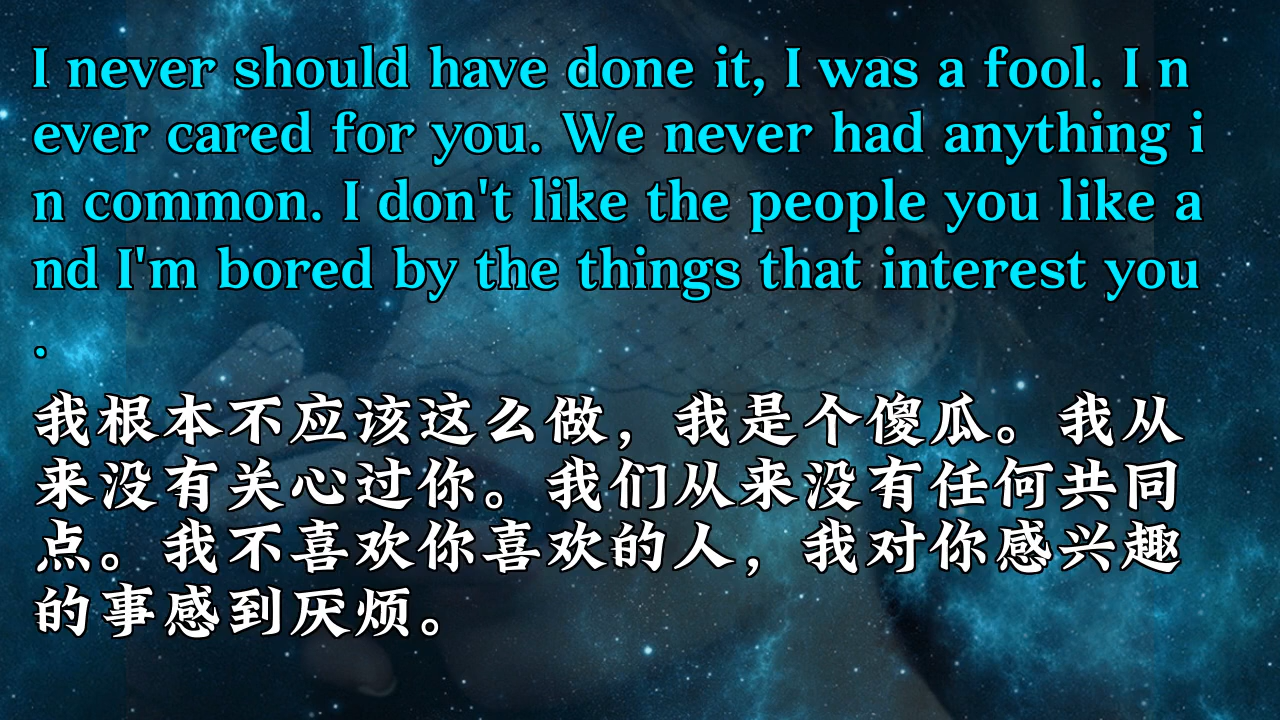 I never should have done it, I was a fool. I n
ever cared for you. We never had anything i
n common. I don't like the people you like a
nd I'm bored by the things that interest you
.
我根本不应该这么做，我是个傻瓜。我从
来没有关心过你。我们从来没有任何共同
点。我不喜欢你喜欢的人，我对你感兴趣
的事感到厌烦。